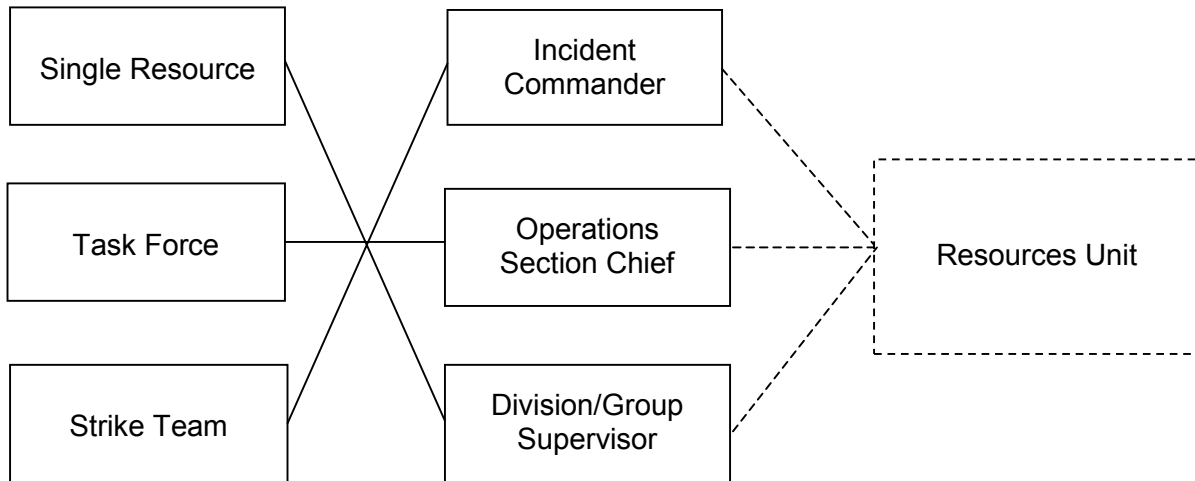 Single Resource
Incident
Commander
Task Force
Operations
Section Chief
Resources Unit
Strike Team
Division/Group
Supervisor